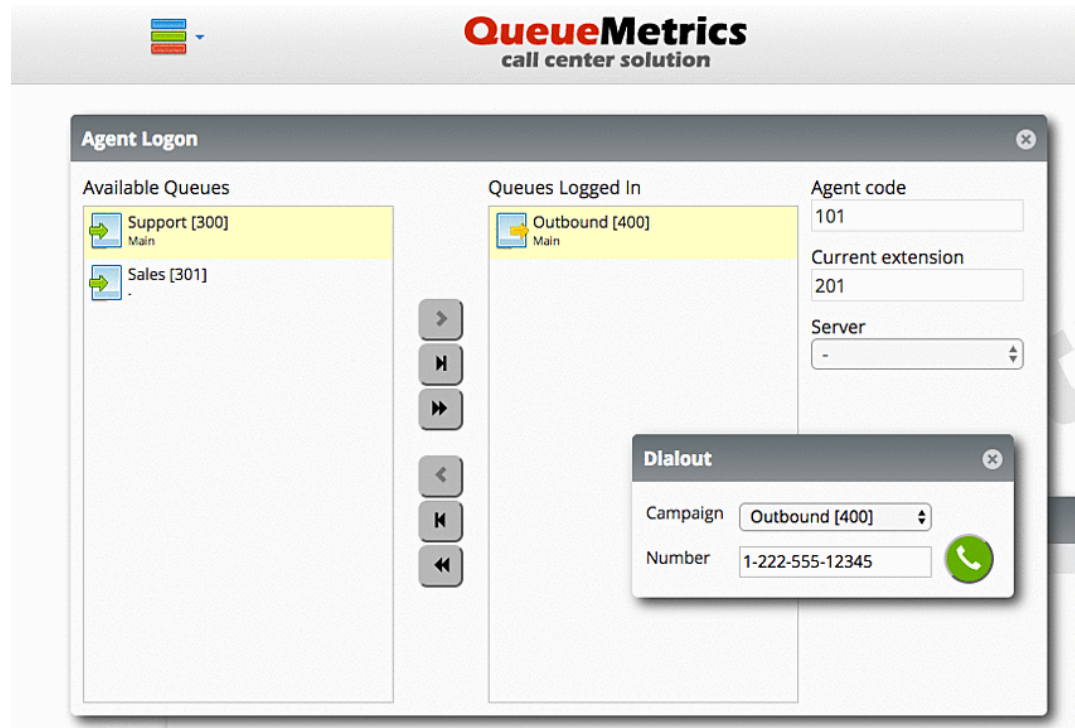 QueueMetrics
call center solution
Agent Logon
Available Queues
Support [300]
Main
Sales [301]
-
Queues Logged In
Outbound [400]
Main
Agent code
101
Current extension
201
Server
-
Dialout
Campaign
Outbound [400]
Number
1-222-555-12345